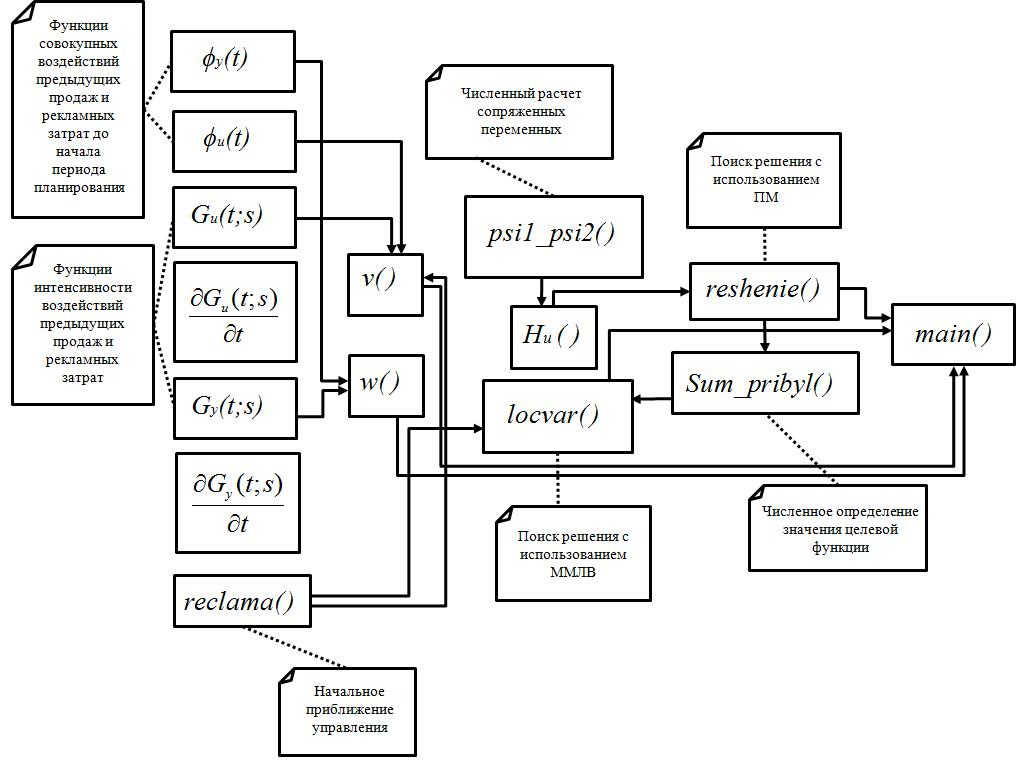 Функции
совокупных
воздействий
предыдущих
продаж и
рекламных
затрат до
начала
периода
планирования
ϕy(t)
ϕu(t)
Gu(t;s)
Функции
интенсивности
воздействий
предыдущих
продаж и
рекламных
затрат
∂Gu(t;s)
∂t
Gy(t;s)
∂Gy(t;s)
∂t
reclama()
Начальное
приближение
управления
v()
w()
Численный расчет
сопряженных
переменных
psi1_psi2()
Hu()
locvar()
Поиск решения с
использованием
ММЛВ
Поиск решения с
использованием
ПМ
reshenie()
Sum_pribyl()
Численное определение
значения целевой
функции
main()